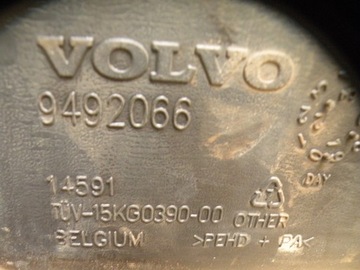 VOLVO
9492066
14591
TÜV-15KG0390-00
OTHER
DAY
BELGIUM
>PEHD + PA<